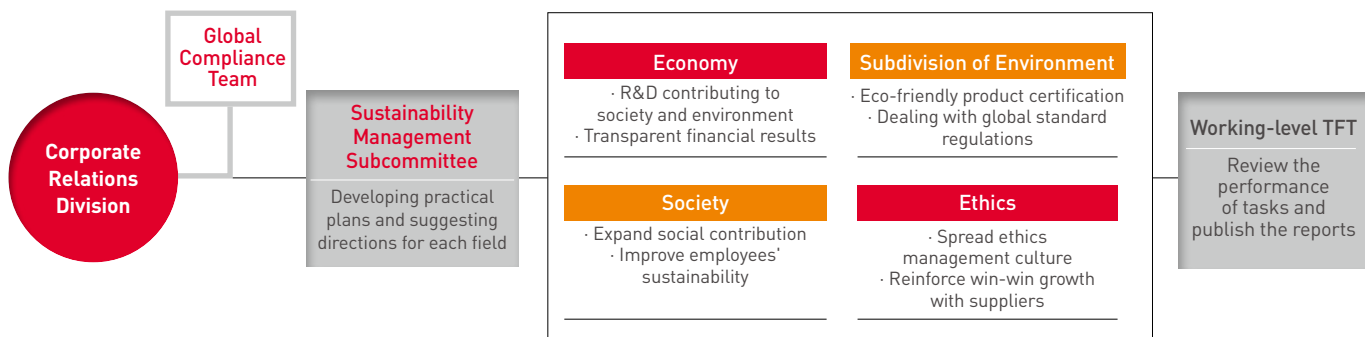 Global
Compliance
Team
Corporate
Relations
Division
Sustainability
Management
Subcommittee
Developing practical
plans and suggesting
directions for each field
Economy
· R&D contributing to
society and environment
· Transparent financial results
Subdivision of Environment
· Eco-friendly product certification
· Dealing with global standard
regulations
Society
· Expand social contribution
· Improve employees'
sustainability
Ethics
· Spread ethics
management culture
· Reinforce win-win growth
with suppliers
Working-level TFT
Review the
performance
of tasks and
publish the reports